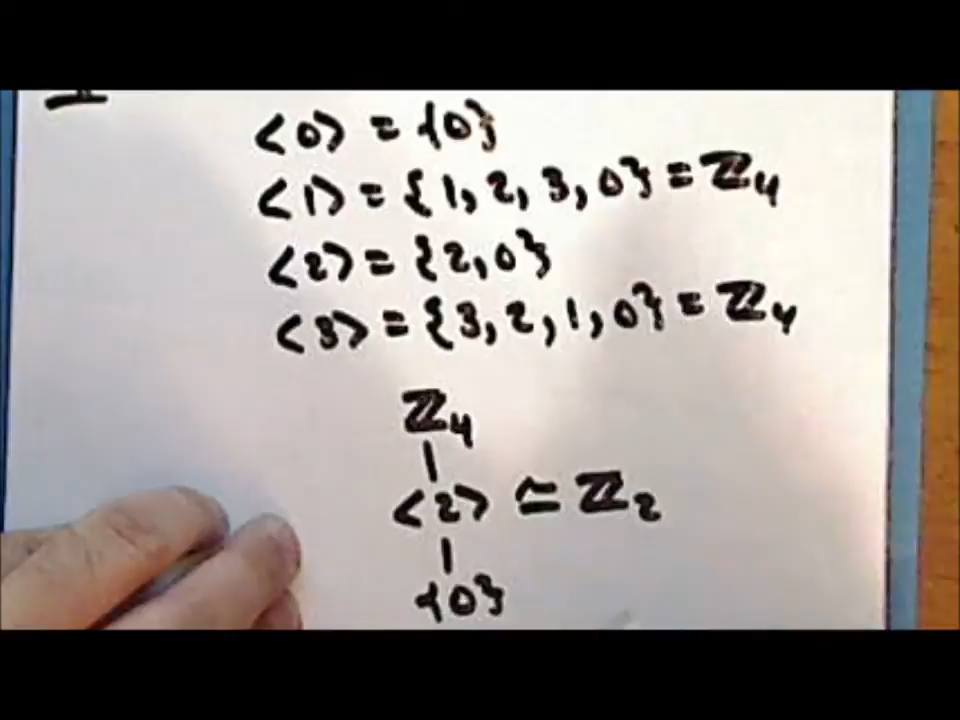 <0> = {0}
<1> = {1, 2, 3, 0} = ℤ₄
<2> = {2, 0}
<3> = {3, 2, 1, 0} = ℤ₄
ℤ₄
|
<2> ≃ ℤ₂
|
{0}